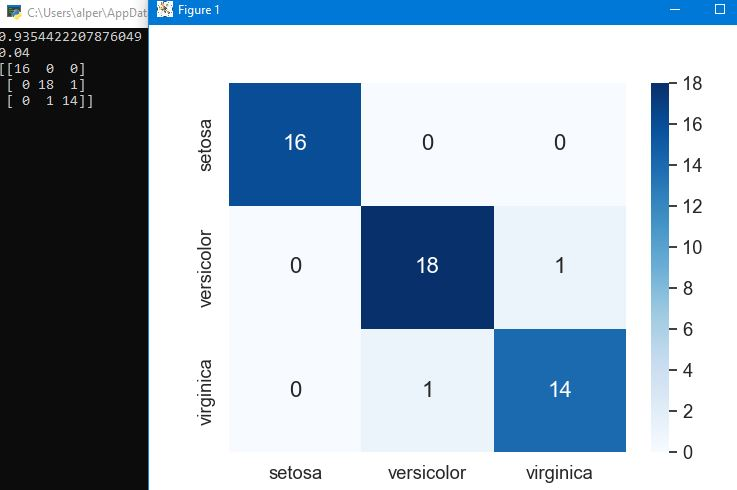 C:\Users\alper\AppDat
Figure 1
0.9354422207876049
0.04
[[16  0  0]
[ 0 18  1]
[ 0  1 14]]
setosa
versicolor
virginica
16 0 0
0 18 1
0 1 14
setosa versicolor virginica
18
16
14
12
10
8
6
4
2
0